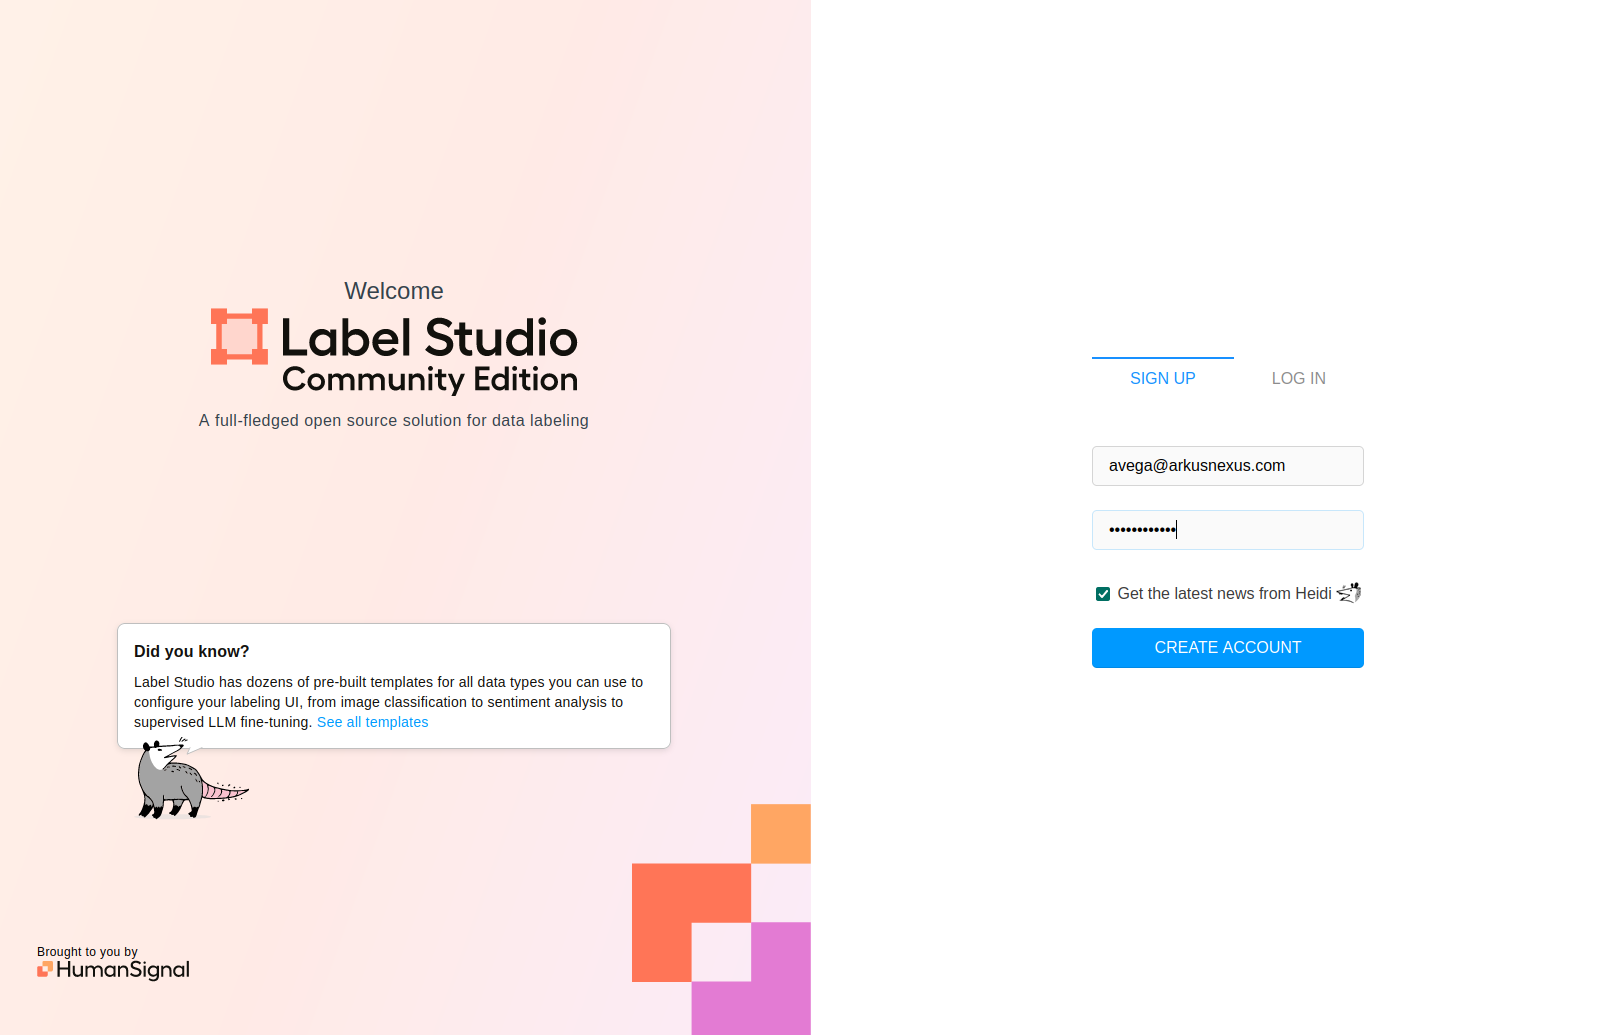 Welcome
Label Studio
Community Edition
A full-fledged open source solution for data labeling
Did you know?
Label Studio has dozens of pre-built templates for all data types you can use to
configure your labeling UI, from image classification to sentiment analysis to
supervised LLM fine-tuning. See all templates
Brought to you by
HumanSignal
SIGN UP
LOG IN
avega@arkusnexus.com
••••••••••••
Get the latest news from Heidi
CREATE ACCOUNT